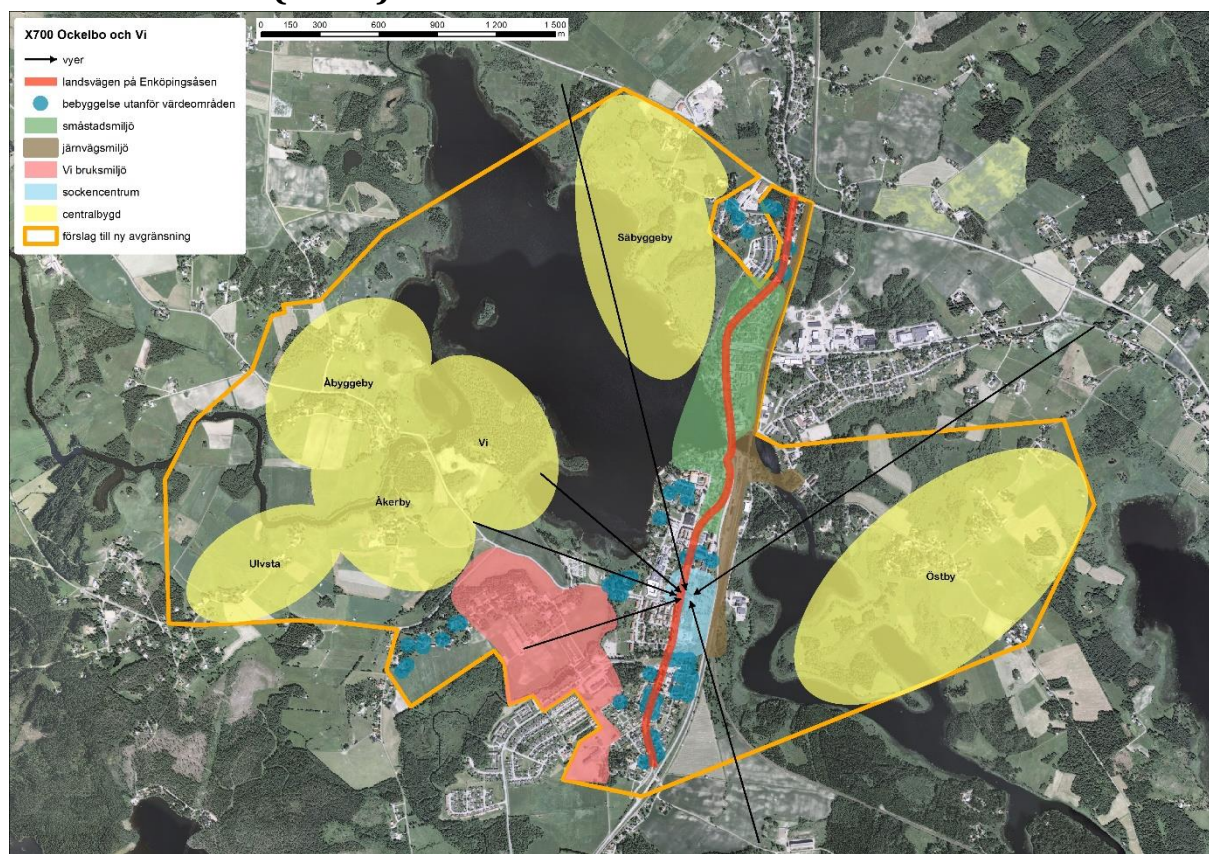 X700 Ockelbo och Vi
vyer
landsvägen på Enköpingsåsen
bebyggelse utanför värdeområden
småstadsmiljö
järnvägsmiljö
Vi bruksmiljö
sockencentrum
centralbygd
förslag till ny avgränsning
0 150 300 600 900 1 200 1 500
m
Säbyggeby
Åbyggeby
Vi
Åkerby
Ulvsta
Östby